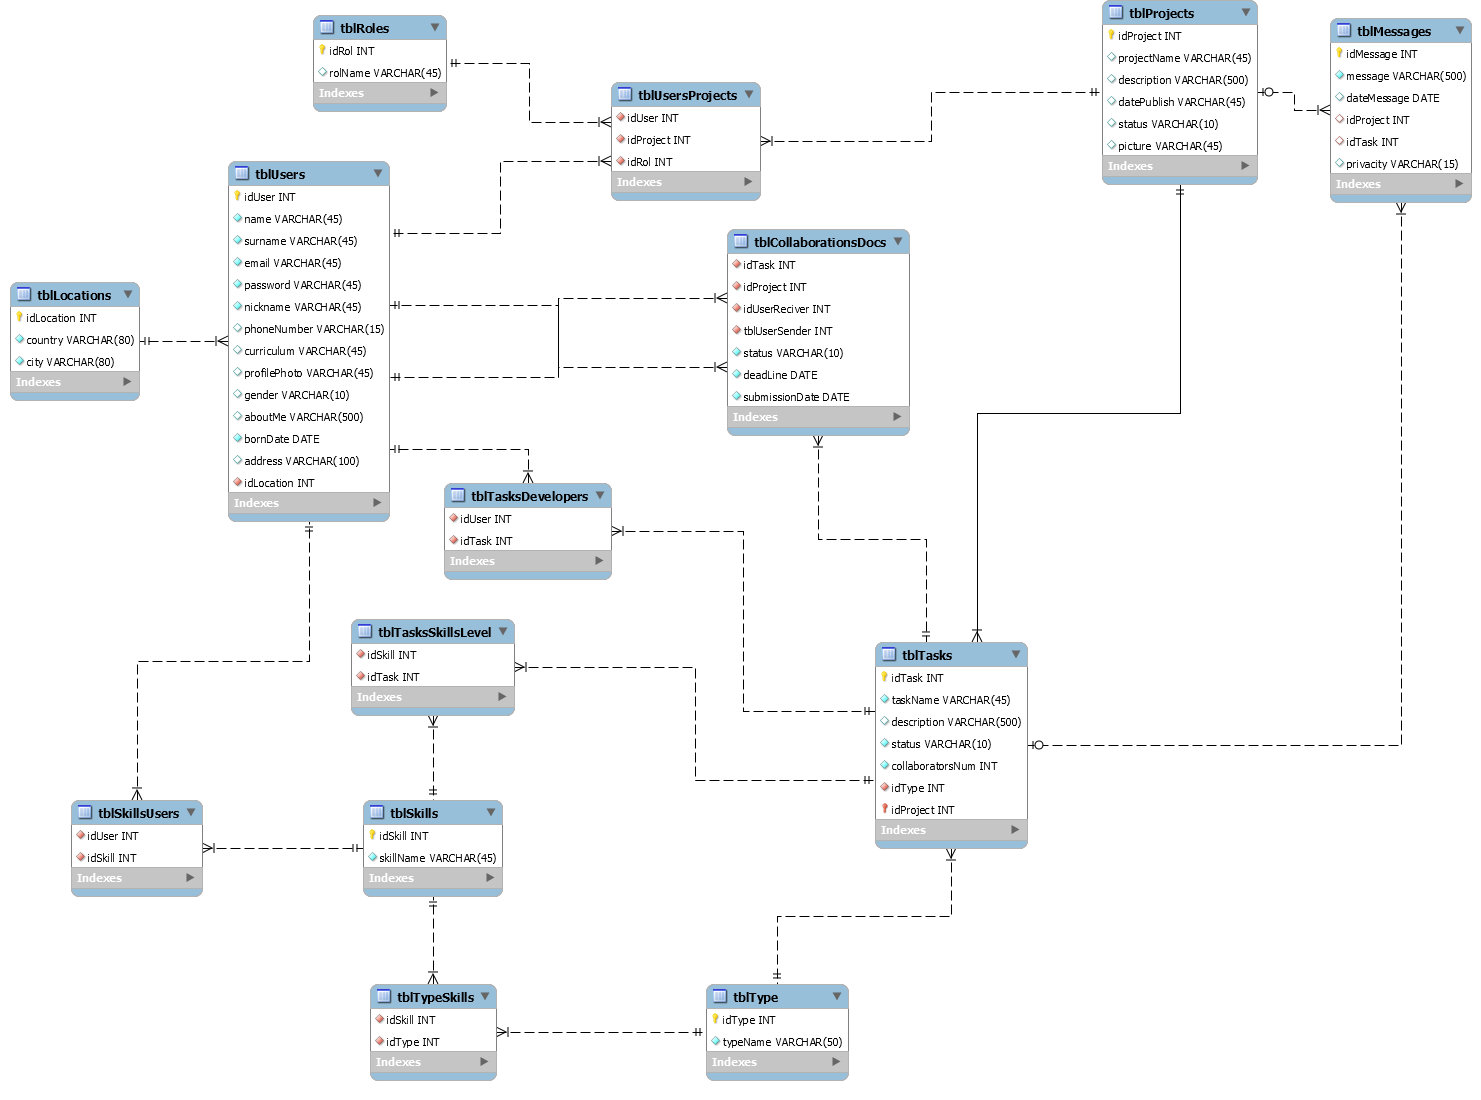 tblRoles
idRol INT
rolName VARCHAR(45)
Indexes
tblUsersProjects
idUser INT
idProject INT
idRol INT
Indexes
tblProjects
idProject INT
projectName VARCHAR(45)
description VARCHAR(500)
datePublish VARCHAR(45)
status VARCHAR(10)
picture VARCHAR(45)
Indexes
tblMessages
idMessage INT
message VARCHAR(500)
dateMessage DATE
idProject INT
idTask INT
privacity VARCHAR(15)
Indexes
tblUsers
idUser INT
name VARCHAR(45)
surname VARCHAR(45)
email VARCHAR(45)
password VARCHAR(45)
nickname VARCHAR(45)
phoneNumber VARCHAR(15)
curriculum VARCHAR(45)
profilePhoto VARCHAR(45)
gender VARCHAR(10)
aboutMe VARCHAR(500)
bornDate DATE
address VARCHAR(100)
idLocation INT
Indexes
tblLocations
idLocation INT
country VARCHAR(80)
city VARCHAR(80)
Indexes
tblCollaborationsDocs
idTask INT
idProject INT
idUserReciver INT
tblUserSender INT
status VARCHAR(10)
deadLine DATE
submissionDate DATE
Indexes
tblTasksDevelopers
idUser INT
idTask INT
Indexes
tblTasksSkillsLevel
idSkill INT
idTask INT
Indexes
tblTasks
idTask INT
taskName VARCHAR(45)
description VARCHAR(500)
status VARCHAR(10)
collaboratorsNum INT
idType INT
idProject INT
Indexes
tblSkillsUsers
idUser INT
idSkill INT
Indexes
tblSkills
idSkill INT
skillName VARCHAR(45)
Indexes
tblTypeSkills
idSkill INT
idType INT
Indexes
tblType
idType INT
typeName VARCHAR(50)
Indexes